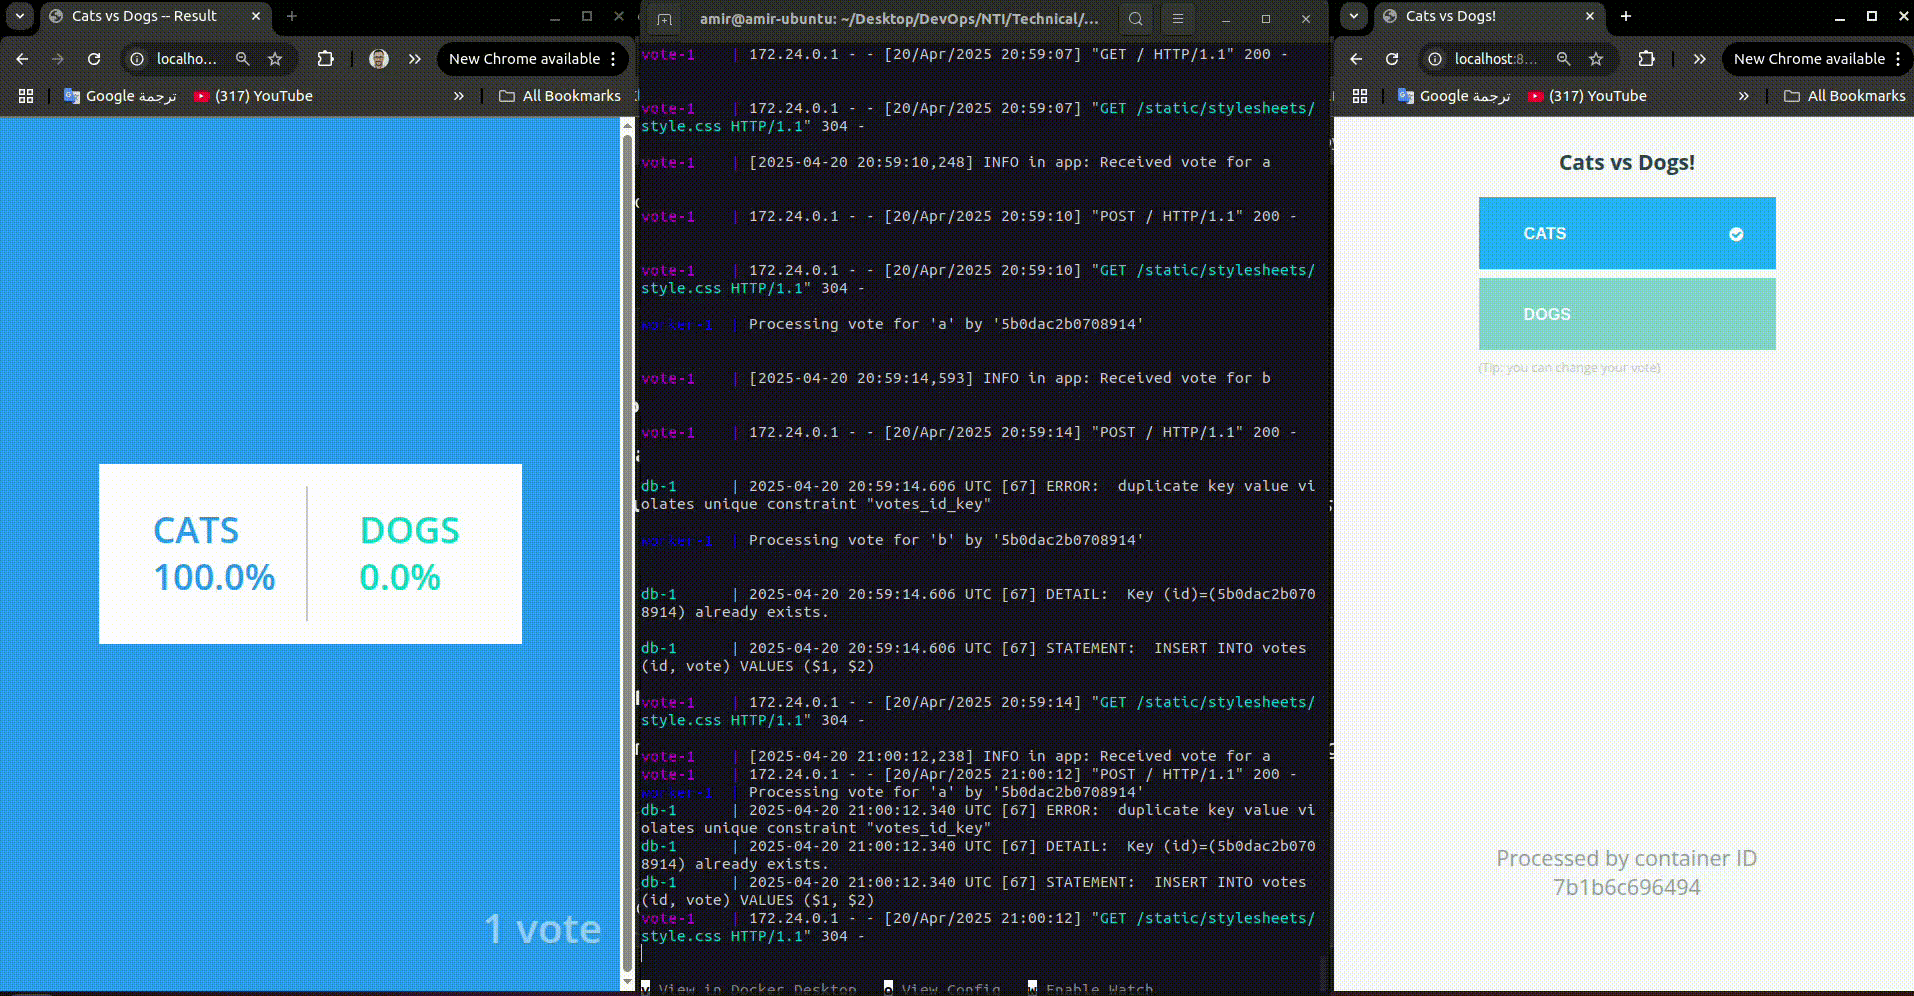 Cats vs Dogs -- Result
localho...
New Chrome available
Google ترجمة
(317) YouTube
All Bookmarks
CATS
100.0%
DOGS
0.0%
1 vote
amir@amir-ubuntu: ~/Desktop/DevOps/NTI/Technical/...
vote-1 | 172.24.0.1 - - [20/Apr/2025 20:59:07] "GET / HTTP/1.1" 200 -
vote-1 | 172.24.0.1 - - [20/Apr/2025 20:59:07] "GET /static/stylesheets/
style.css HTTP/1.1" 304 -
vote-1 | [2025-04-20 20:59:10,248] INFO in app: Received vote for a
vote-1 | 172.24.0.1 - - [20/Apr/2025 20:59:10] "POST / HTTP/1.1" 200 -
vote-1 | 172.24.0.1 - - [20/Apr/2025 20:59:10] "GET /static/stylesheets/
style.css HTTP/1.1" 304 -
worker-1 | Processing vote for 'a' by '5b0dac2b0708914'
vote-1 | [2025-04-20 20:59:14,593] INFO in app: Received vote for b
vote-1 | 172.24.0.1 - - [20/Apr/2025 20:59:14] "POST / HTTP/1.1" 200 -
db-1 | 2025-04-20 20:59:14.606 UTC [67] ERROR:  duplicate key value vi
olates unique constraint "votes_id_key"
worker-1 | Processing vote for 'b' by '5b0dac2b0708914'
db-1 | 2025-04-20 20:59:14.606 UTC [67] DETAIL:  Key (id)=(5b0dac2b070
8914) already exists.
db-1 | 2025-04-20 20:59:14.606 UTC [67] STATEMENT:  INSERT INTO votes
(id, vote) VALUES ($1, $2)
vote-1 | 172.24.0.1 - - [20/Apr/2025 20:59:14] "GET /static/stylesheets/
style.css HTTP/1.1" 304 -
vote-1 | [2025-04-20 21:00:12,238] INFO in app: Received vote for a
vote-1 | 172.24.0.1 - - [20/Apr/2025 21:00:12] "POST / HTTP/1.1" 200 -
worker-1 | Processing vote for 'a' by '5b0dac2b0708914'
db-1 | 2025-04-20 21:00:12.340 UTC [67] ERROR:  duplicate key value vi
olates unique constraint "votes_id_key"
db-1 | 2025-04-20 21:00:12.340 UTC [67] DETAIL:  Key (id)=(5b0dac2b070
8914) already exists.
db-1 | 2025-04-20 21:00:12.340 UTC [67] STATEMENT:  INSERT INTO votes
(id, vote) VALUES ($1, $2)
vote-1 | 172.24.0.1 - - [20/Apr/2025 21:00:12] "GET /static/stylesheets/
style.css HTTP/1.1" 304 -
v View in Docker Desktop   o View Config   w Enable Watch
Cats vs Dogs!
localhost:8...
New Chrome available
Google ترجمة
(317) YouTube
All Bookmarks
Cats vs Dogs!
CATS
DOGS
(Tip: you can change your vote)
Processed by container ID
7b1b6c696494